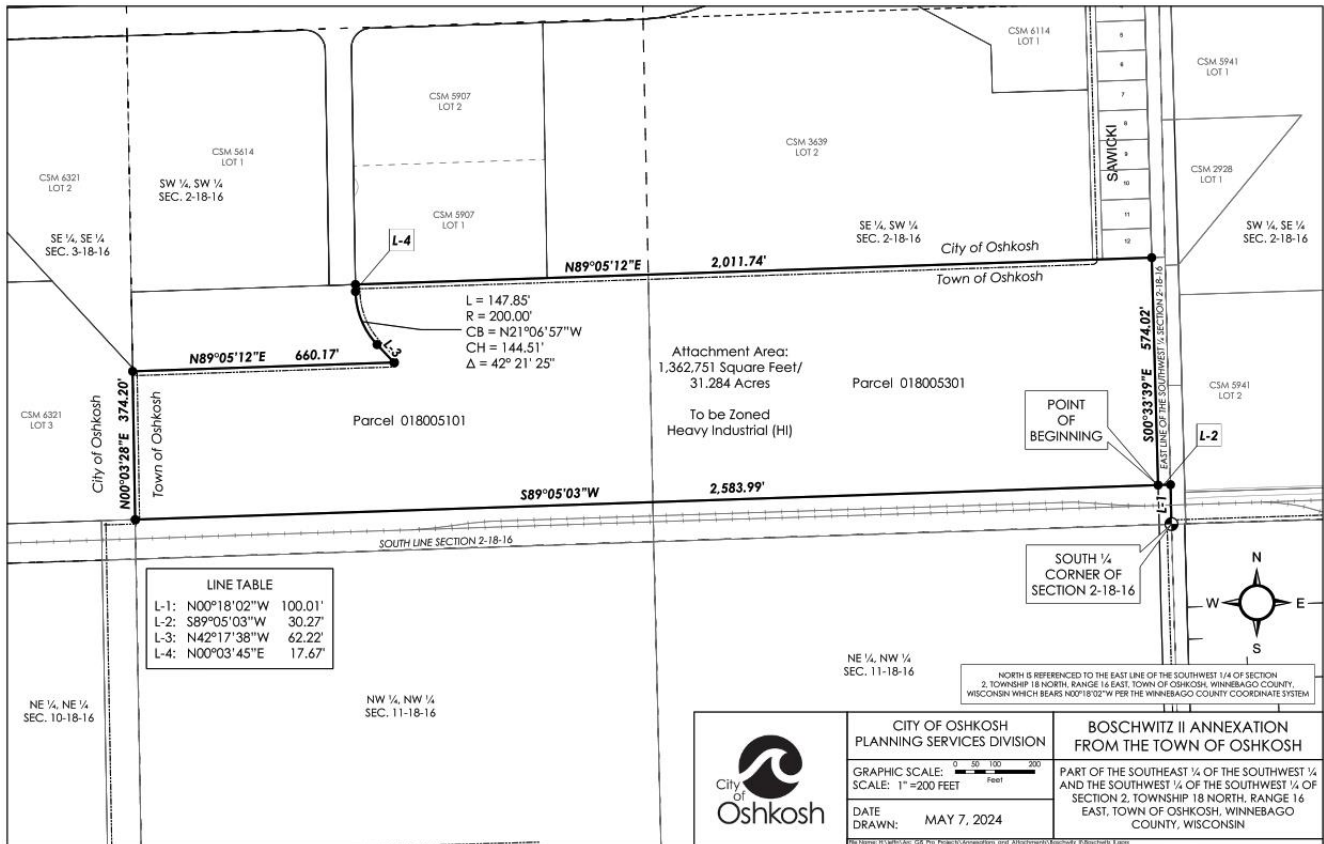 CSM 6114
LOT 1
5
6
7
8
9
10
11
12
SAWICKI
CSM 5941
LOT 1
CSM 5907
LOT 2
CSM 5614
LOT 1
CSM 3639
LOT 2
CSM 6321
LOT 2
SW ¼, SW ¼
SEC. 2-18-16
CSM 2928
LOT 1
CSM 5907
LOT 1
SE ¼, SE ¼
SEC. 3-18-16
L-4
SE ¼, SW ¼
SEC. 2-18-16
SW ¼, SE ¼
SEC. 2-18-16
City of Oshkosh
N89°05'12"E 2,011.74'
Town of Oshkosh
L = 147.85'
R = 200.00'
CB = N21°06'57"W
CH = 144.51'
Δ = 42° 21' 25"
L-3
N89°05'12"E 660.17'
Attachment Area:
1,362,751 Square Feet/
31.284 Acres
To be Zoned
Heavy Industrial (HI)
Parcel 018005301
S00°33'39"E 574.02'
EAST LINE OF THE SOUTHWEST ¼ SECTION 2-18-16
CSM 5941
LOT 2
CSM 6321
LOT 3
City of Oshkosh
N00°03'28"E 374.20'
Town of Oshkosh
Parcel 018005101
POINT
OF
BEGINNING
L-2
S89°05'03"W 2,583.99'
L-1
SOUTH LINE SECTION 2-18-16
SOUTH ¼
CORNER OF
SECTION 2-18-16
LINE TABLE
L-1: N00°18'02"W 100.01'
L-2: S89°05'03"W 30.27'
L-3: N42°17'38"W 62.22'
L-4: N00°03'45"E 17.67'
N
W E
S
NE ¼, NW ¼
SEC. 11-18-16
NW ¼, NW ¼
SEC. 11-18-16
NE ¼, NE ¼
SEC. 10-18-16
NORTH IS REFERENCED TO THE EAST LINE OF THE SOUTHWEST 1/4 OF SECTION
2, TOWNSHIP 18 NORTH, RANGE 16 EAST, TOWN OF OSHKOSH, WINNEBAGO COUNTY,
WISCONSIN WHICH BEARS N00°18'02"W PER THE WINNEBAGO COUNTY COORDINATE SYSTEM
City
of
Oshkosh
CITY OF OSHKOSH
PLANNING SERVICES DIVISION
GRAPHIC SCALE: 0 50 100 200
Feet
SCALE: 1" =200 FEET
DATE
DRAWN: MAY 7, 2024
BOSCHWITZ II ANNEXATION
FROM THE TOWN OF OSHKOSH
PART OF THE SOUTHEAST ¼ OF THE SOUTHWEST ¼
AND THE SOUTHWEST ¼ OF THE SOUTHWEST ¼ OF
SECTION 2, TOWNSHIP 18 NORTH, RANGE 16
EAST, TOWN OF OSHKOSH, WINNEBAGO
COUNTY, WISCONSIN